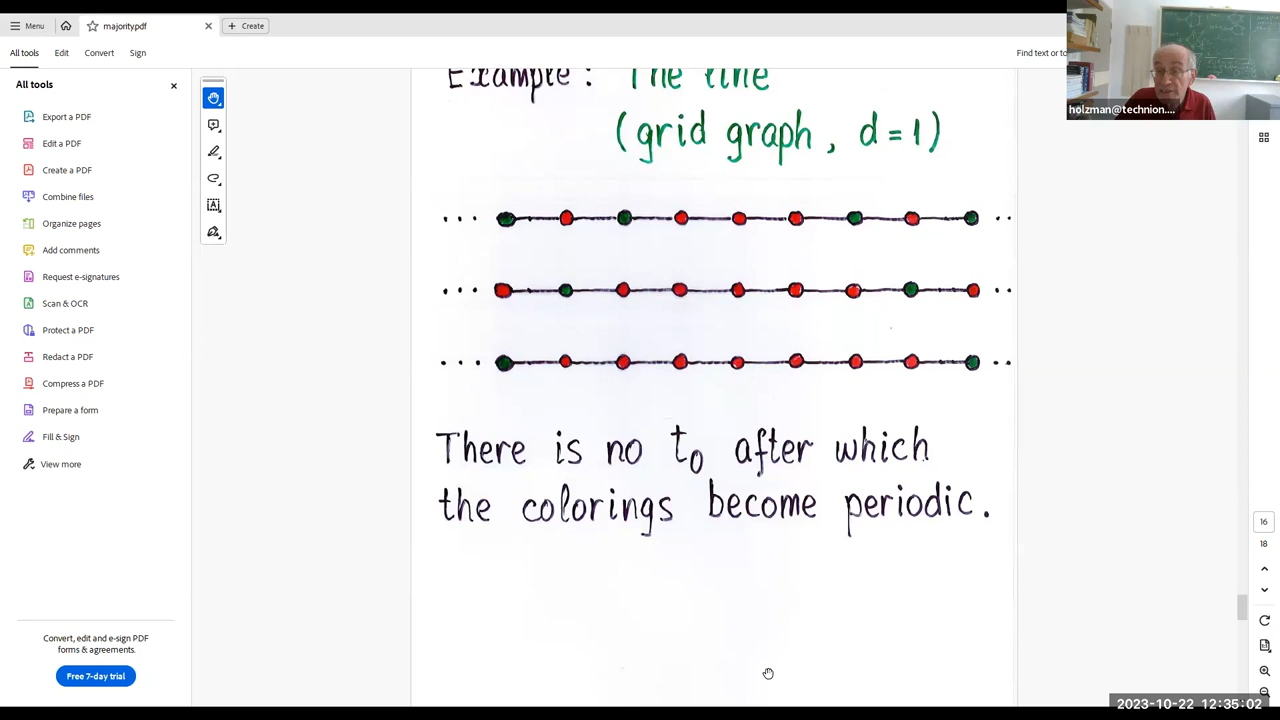 Menu
majority.pdf
Create
All tools
Edit
Convert
Sign
Find text or to
All tools
Export a PDF
Edit a PDF
Create a PDF
Combine files
Organize pages
Add comments
Request e-signatures
Scan & OCR
Protect a PDF
Redact a PDF
Compress a PDF
Prepare a form
Fill & Sign
View more
Convert, edit and e-sign PDF
forms & agreements.
Free 7-day trial
Example : The line
(grid graph, d=1)
There is no t₀ after which
the colorings become periodic.
holzman@technion....
16
18
2023-10-22 12:35:02